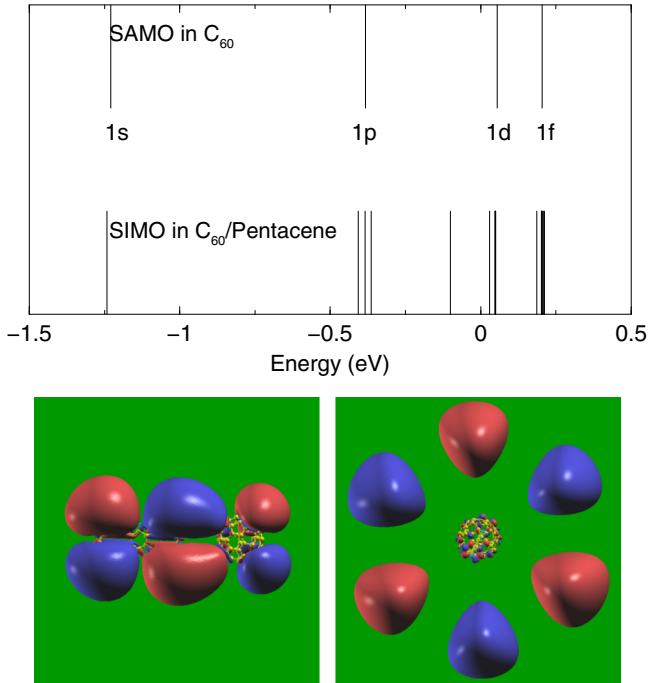 SAMO in C₆₀
1s 1p 1d 1f
SIMO in C₆₀/Pentacene
−1.5 −1 −0.5 0 0.5
Energy (eV)